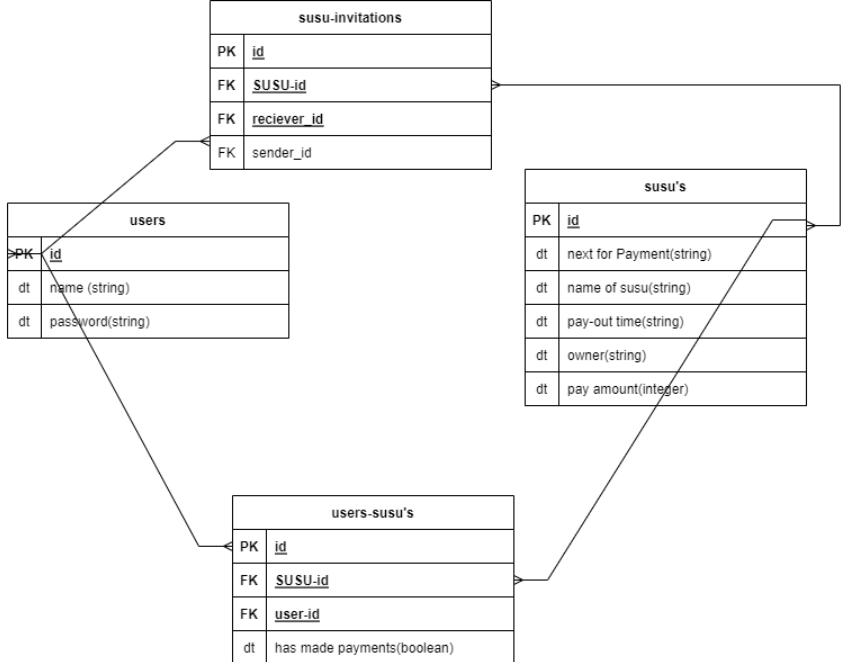 susu-invitations
PK id
FK SUSU-id
FK reciever_id
FK sender_id
users
PK id
dt name (string)
dt password(string)
susu's
PK id
dt next for Payment(string)
dt name of susu(string)
dt pay-out time(string)
dt owner(string)
dt pay amount(integer)
users-susu's
PK id
FK SUSU-id
FK user-id
dt has made payments(boolean)